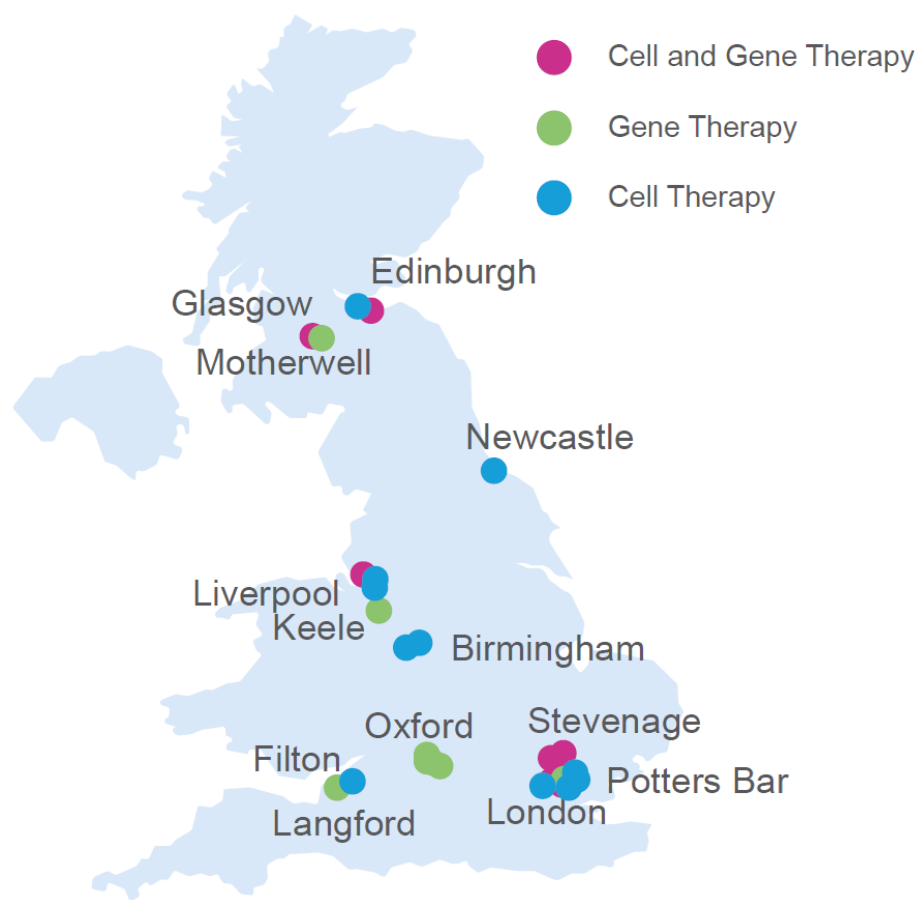 Cell and Gene Therapy
Gene Therapy
Cell Therapy
Edinburgh
Glasgow
Motherwell
Newcastle
Liverpool
Keele
Birmingham
Oxford
Stevenage
Filton
Potters Bar
London
Langford